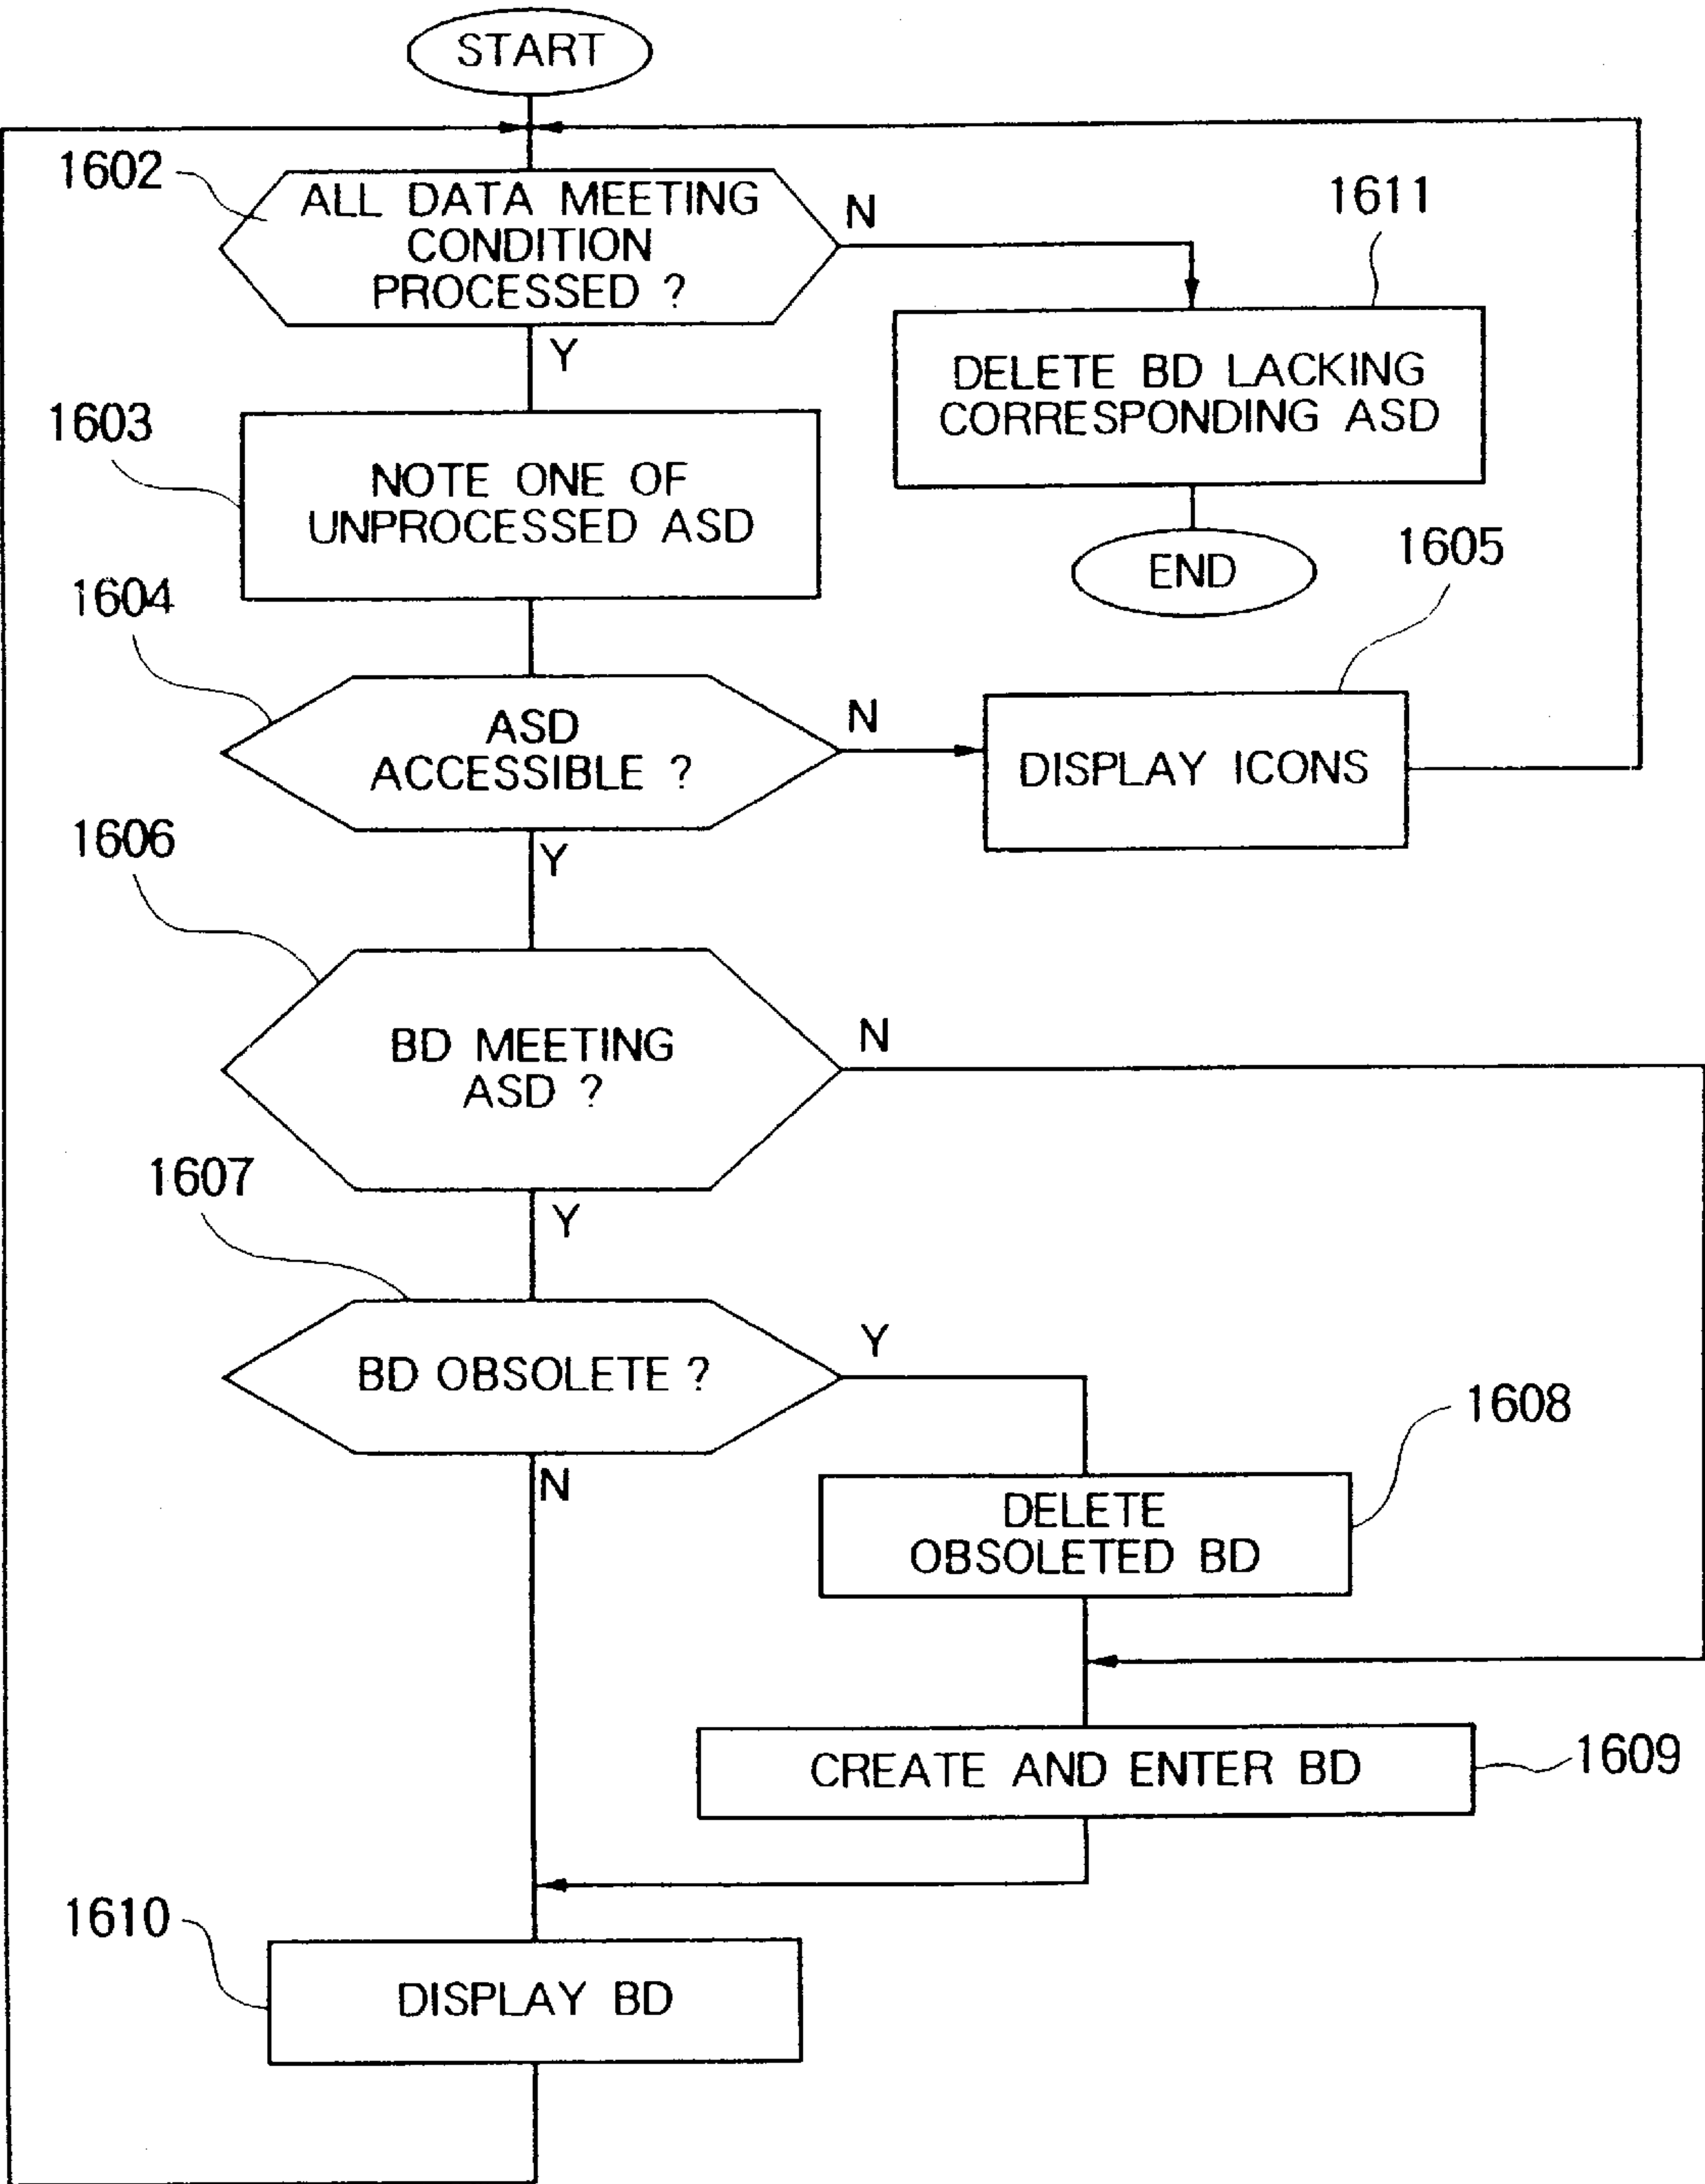 START
1602
ALL DATA MEETING
CONDITION
PROCESSED ?
N
Y
1611
DELETE BD LACKING
CORRESPONDING ASD
END
1603
NOTE ONE OF
UNPROCESSED ASD
1604
ASD
ACCESSIBLE ?
N
Y
1605
DISPLAY ICONS
1606
BD MEETING
ASD ?
N
Y
1607
BD OBSOLETE ?
Y
N
1608
DELETE
OBSOLETED BD
1609
CREATE AND ENTER BD
1610
DISPLAY BD